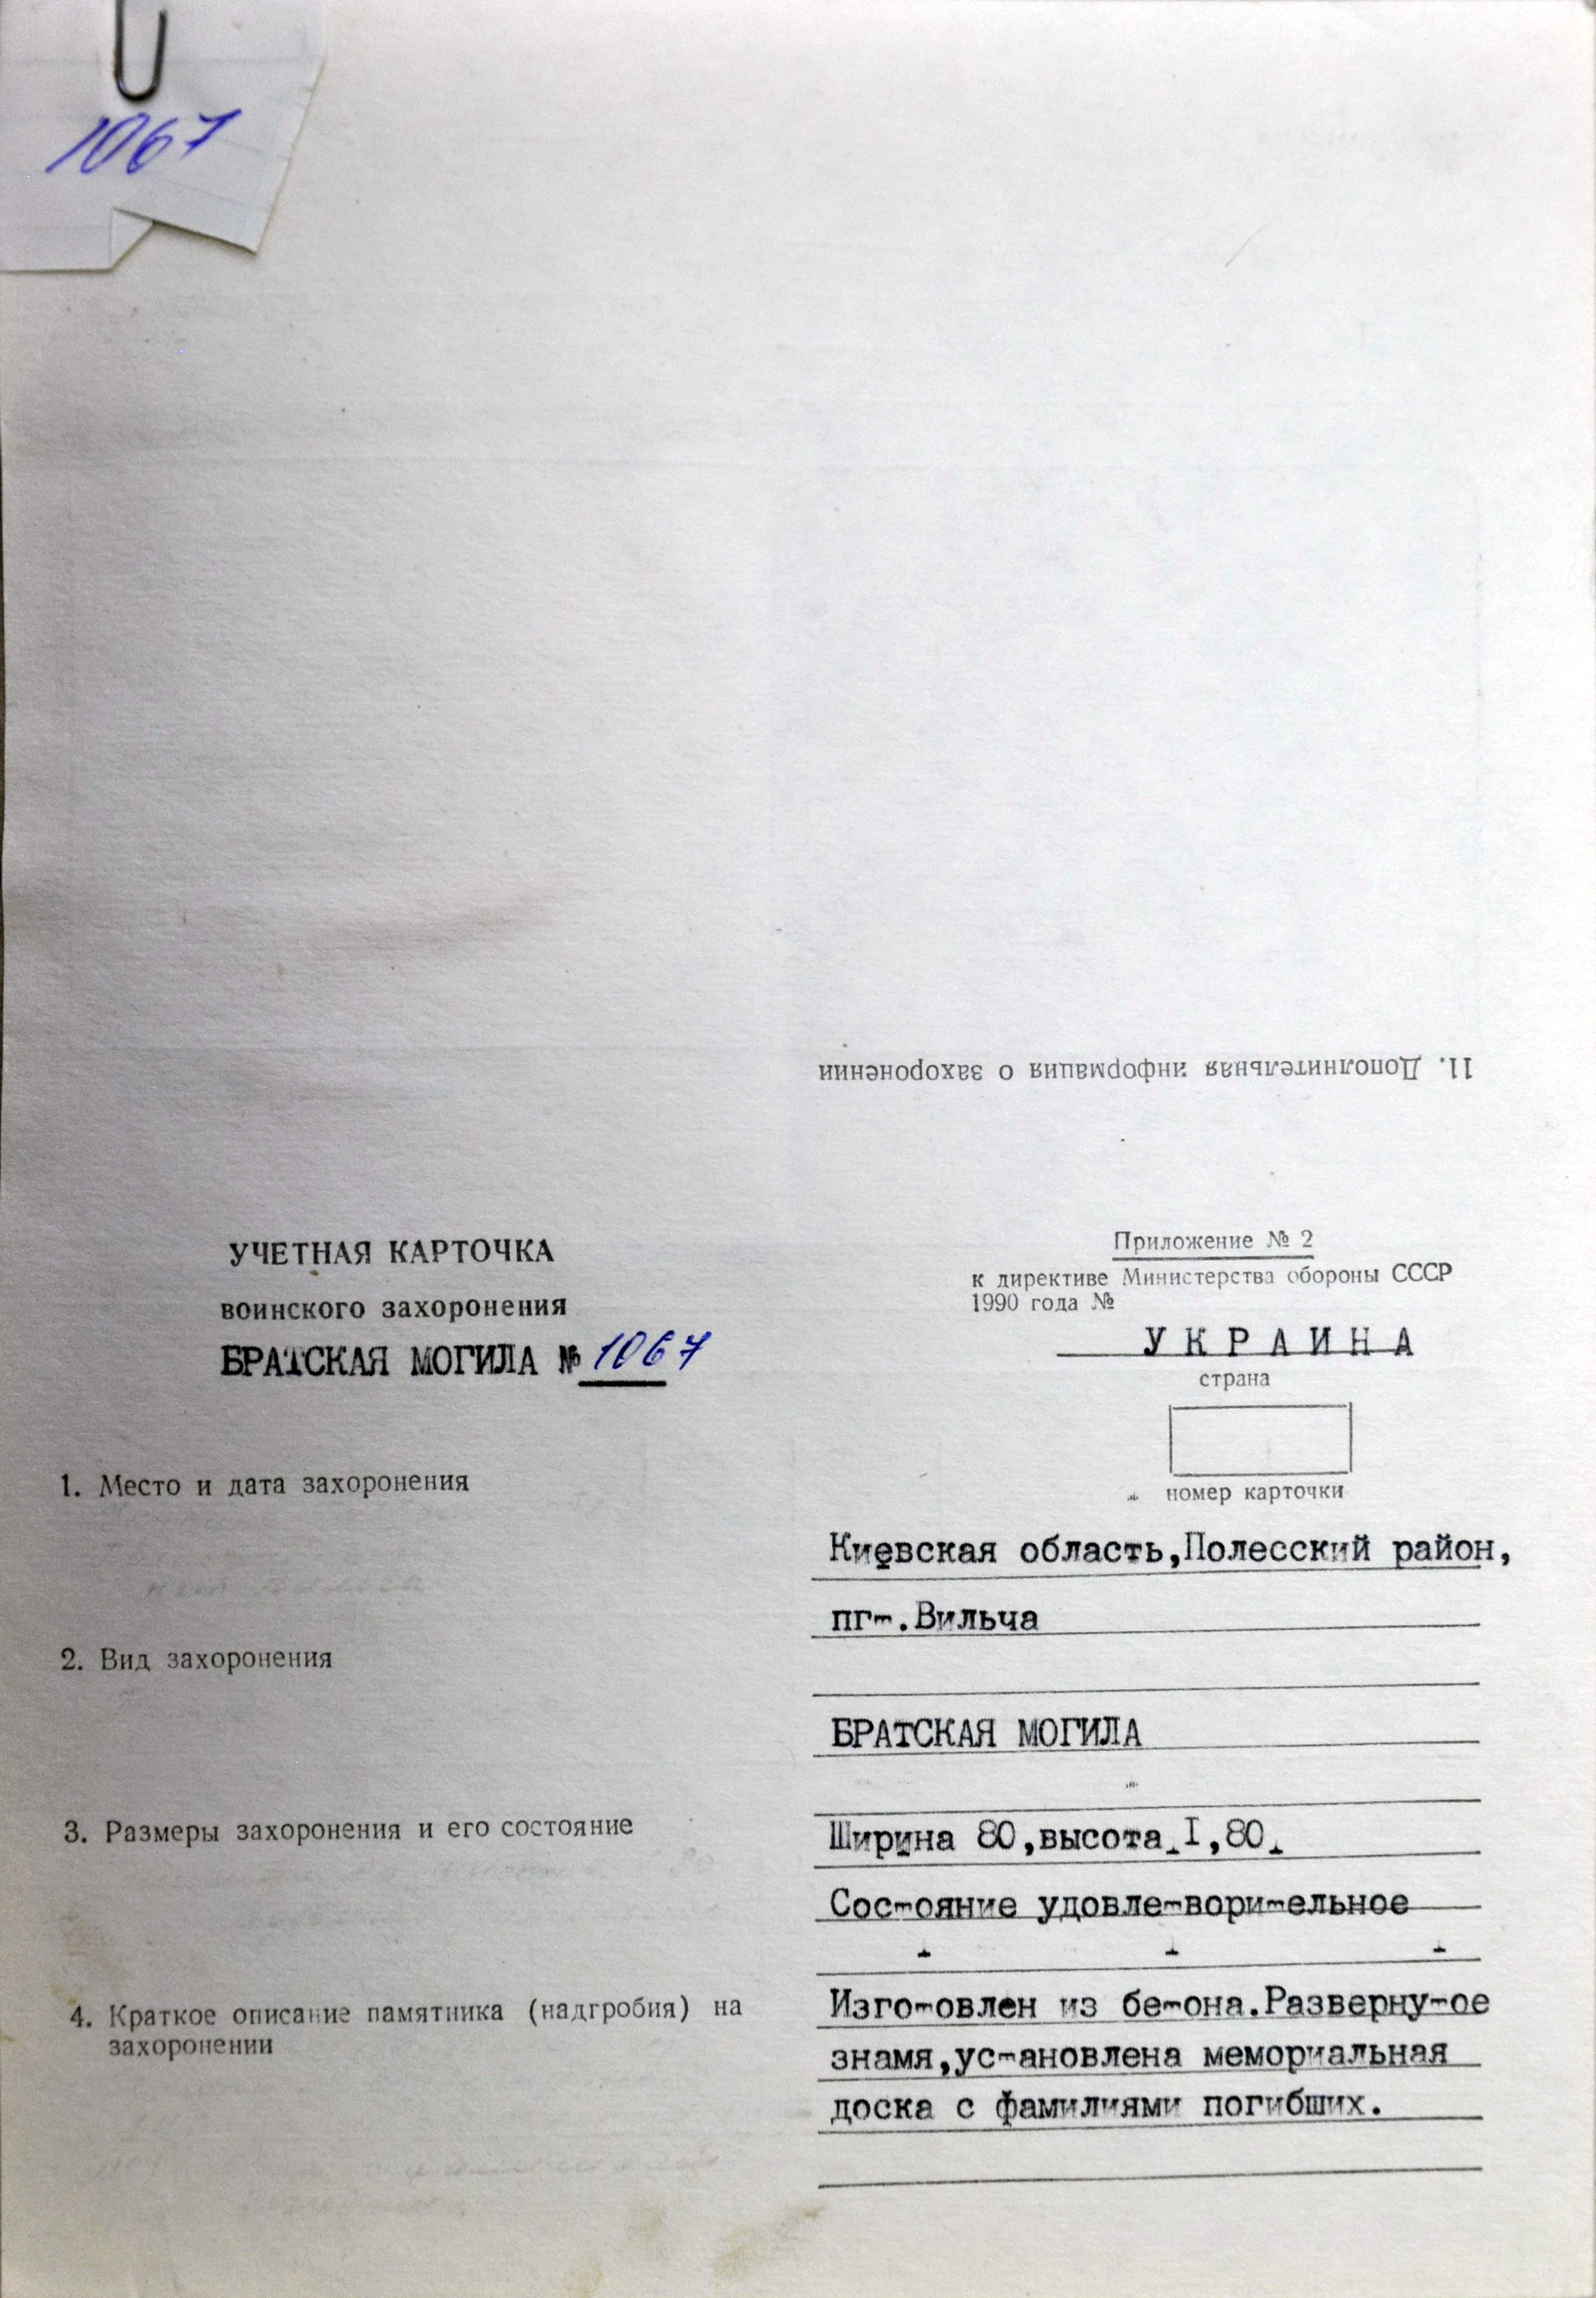 1067
11. Дополнительная информация о захоронении
УЧЕТНАЯ КАРТОЧКА
воинского захоронения
БРАТСКАЯ МОГИЛА № 1067
Приложение № 2
к директиве Министерства обороны СССР
1990 года №
УКРАИНА
страна
номер карточки
1. Место и дата захоронения
Киевская область,Полесский район,
пгт.Вильча
2. Вид захоронения
БРАТСКАЯ МОГИЛА
3. Размеры захоронения и его состояние
Ширина 80,высота I,80.
Состояние удовлетворительное
4. Краткое описание памятника (надгробия) на
захоронении
Изготовлен из бетона.Развернутое
знамя,установлена мемориальная
доска с фамилиями погибших.